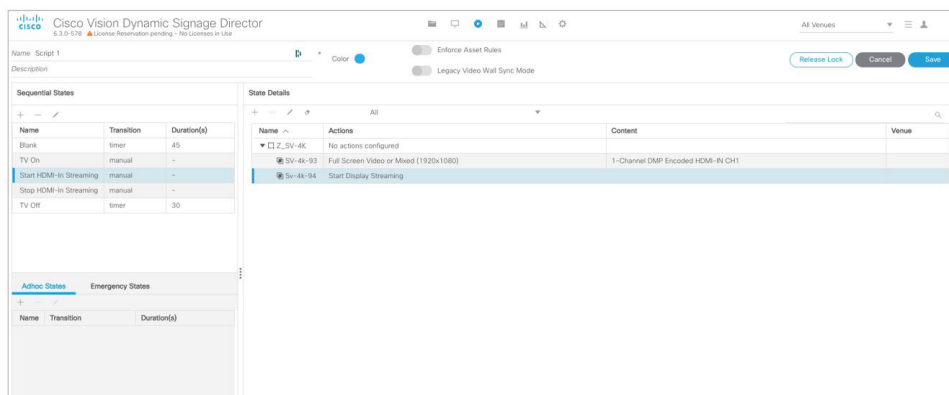 CISCO Cisco Vision Dynamic Signage Director
6.3.0-578 License Reservation pending - No Licenses in Use
All Venues
Name Script 1
* Color
Enforce Asset Rules
Legacy Video Wall Sync Mode
Release Lock Cancel Save
Description
Sequential States
Name Transition Duration(s)
Blank timer 45
TV On manual -
Start HDMI-In Streaming manual -
Stop HDMI-In Streaming manual -
TV Off timer 30
Adhoc States Emergency States
Name Transition Duration(s)
State Details
All
Name Actions Content Venue
Z_SV-4K No actions configured
SV-4k-93 Full Screen Video or Mixed (1920x1080) 1-Channel DMP Encoded HDMI-IN CH1
Sv-4k-94 Start Display Streaming